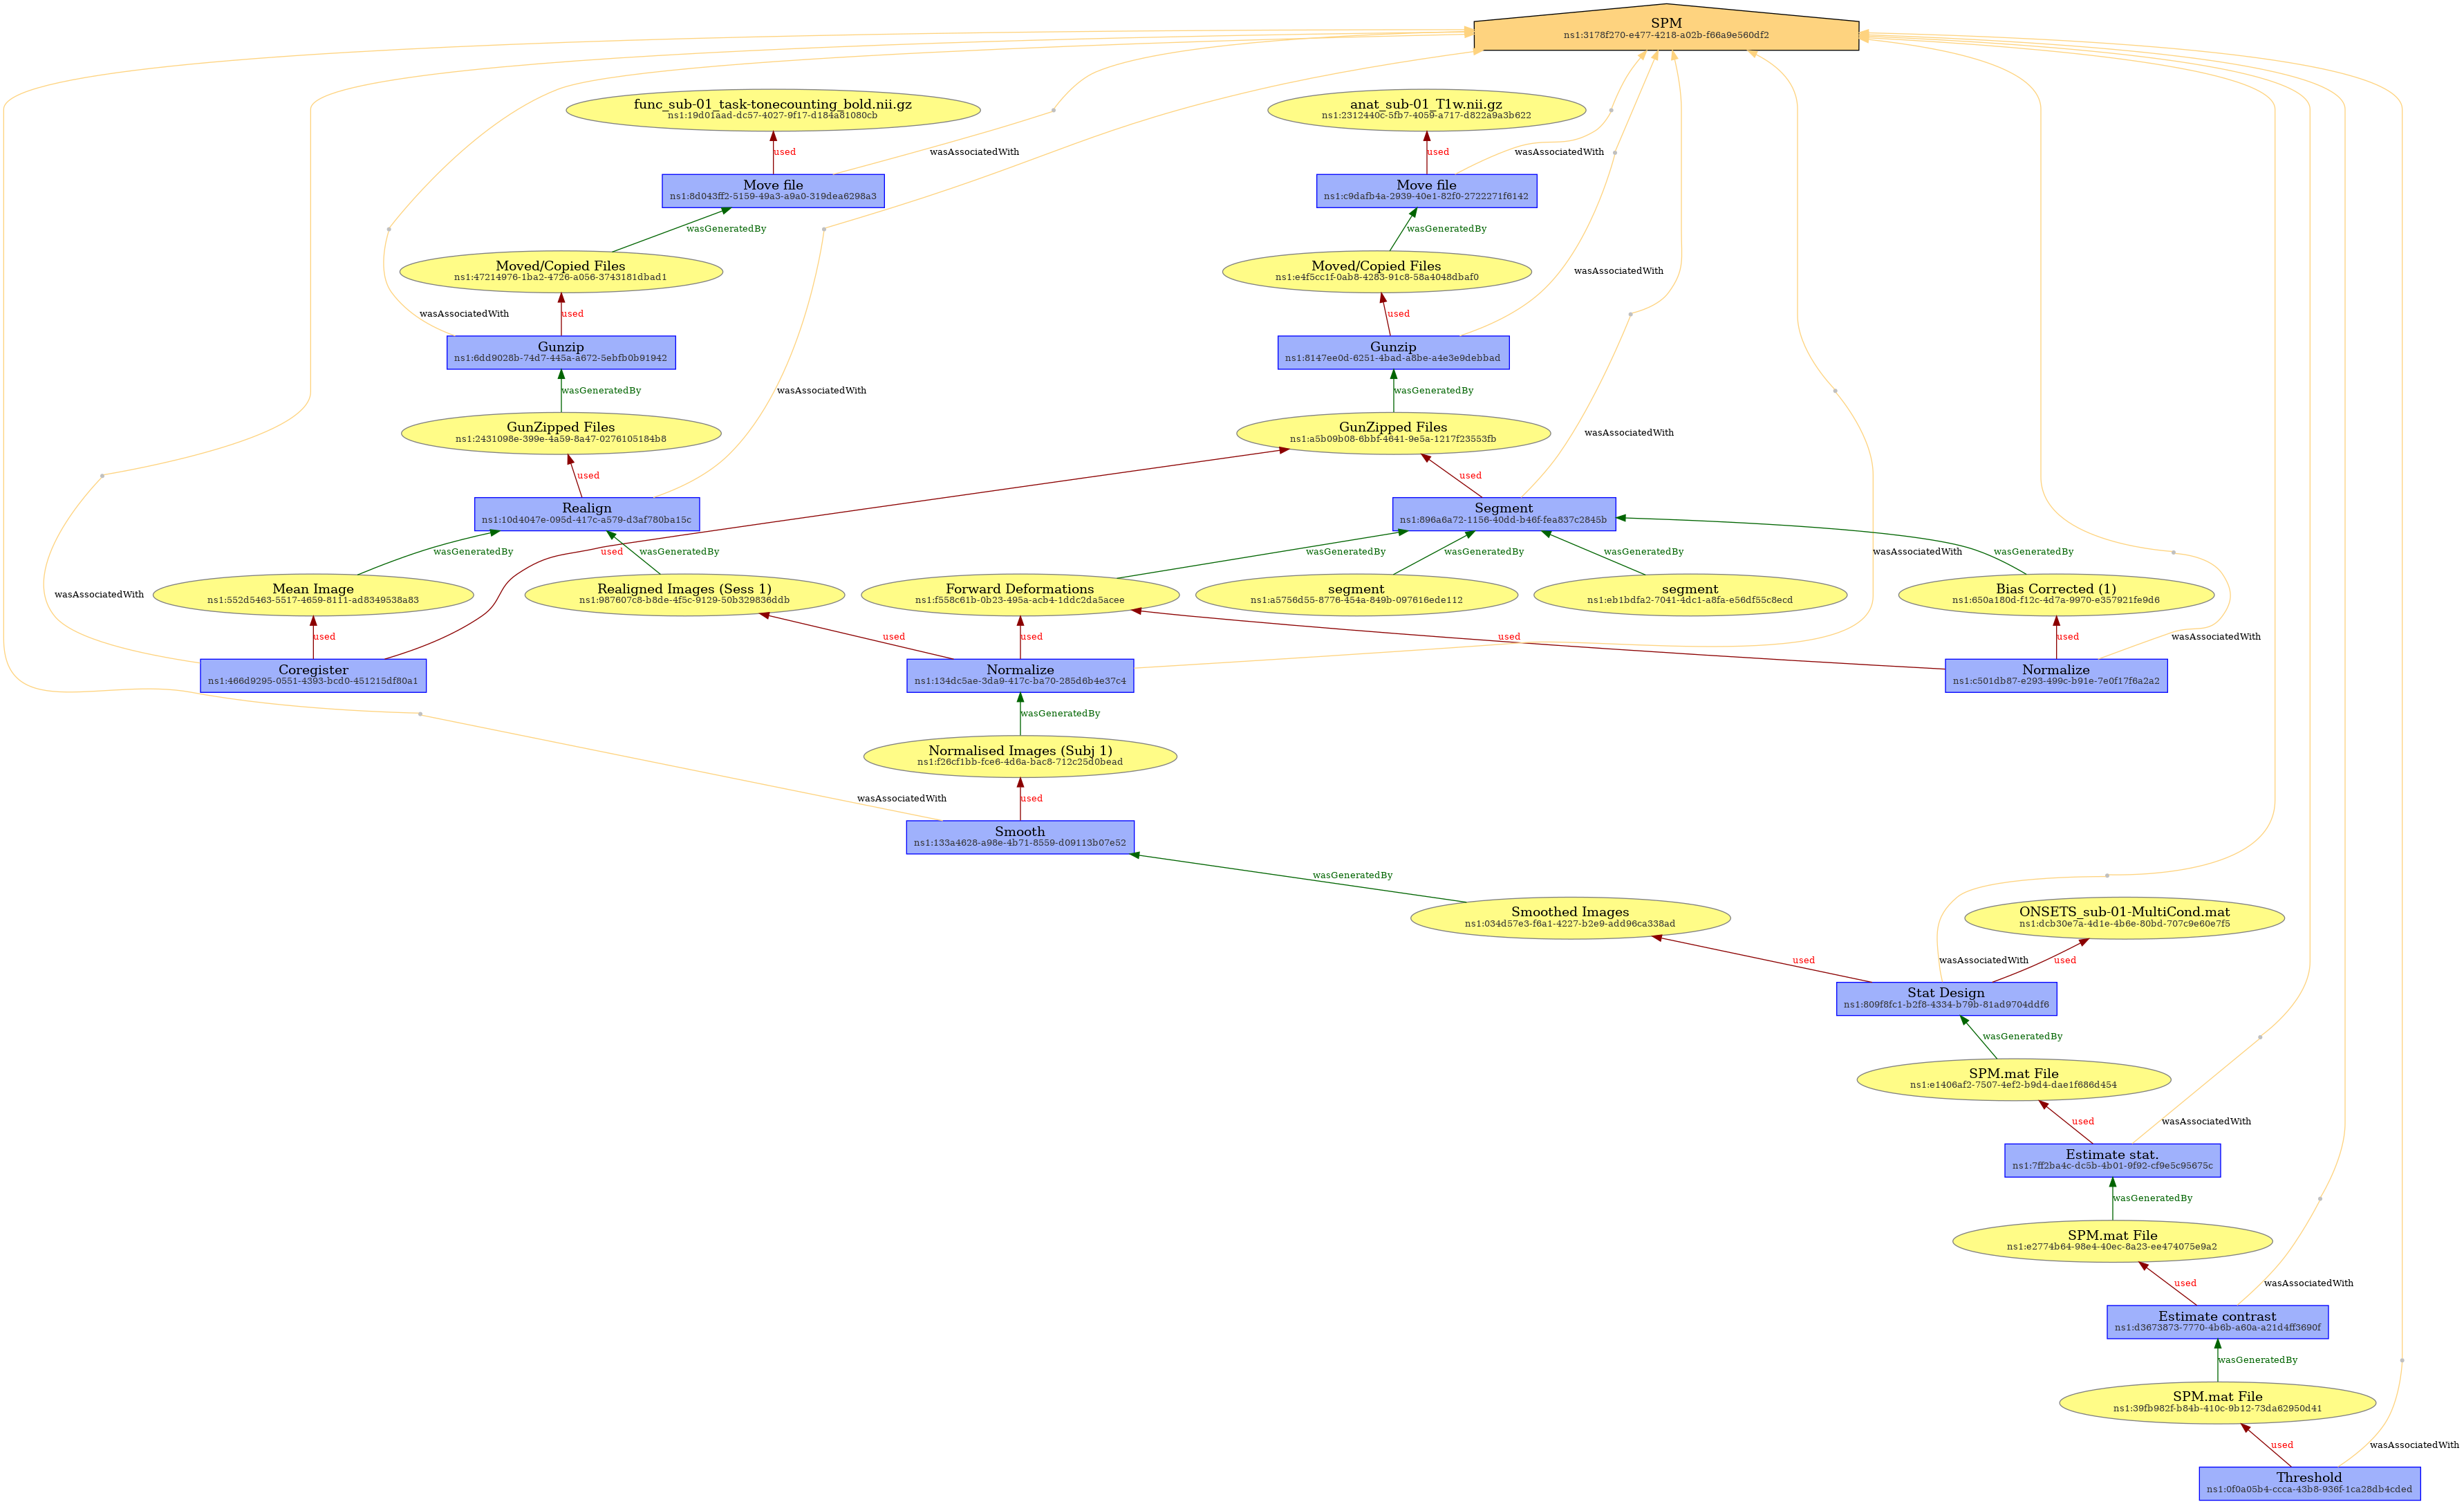 SPM
ns1:3178f270-e477-4218-a02b-f66a9e560df2
func_sub-01_task-tonecounting_bold.nii.gz
ns1:19d01aad-dc57-4027-9f17-d184a81080cb
anat_sub-01_T1w.nii.gz
ns1:2312440c-5fb7-4059-a717-d822a9a3b622
used
wasAssociatedWith
used
wasAssociatedWith
Move file
ns1:8d043ff2-5159-49a3-a9a0-319dea6298a3
Move file
ns1:c9dafb4a-2939-40e1-82f0-2722271f6142
wasGeneratedBy
wasGeneratedBy
Moved/Copied Files
ns1:47214976-1ba2-4726-a056-3743181dbad1
Moved/Copied Files
ns1:e4f5cc1f-0ab8-4283-91c8-58a4048dbaf0
wasAssociatedWith
wasAssociatedWith
used
used
Gunzip
ns1:6dd9028b-74d7-445a-a672-5ebfb0b91942
Gunzip
ns1:8147ee0d-6251-4bad-a8be-a4e3e9debbad
wasGeneratedBy
wasAssociatedWith
wasGeneratedBy
GunZipped Files
ns1:2431098e-399e-4a59-8a47-0276105184b8
GunZipped Files
ns1:a5b09b08-6bbf-4641-9e5a-1217f23553fb
wasAssociatedWith
used
used
Realign
ns1:10d4047e-095d-417c-a579-d3af780ba15c
Segment
ns1:896a6a72-1156-40dd-b46f-fea837c2845b
wasGeneratedBy
used
wasGeneratedBy
wasGeneratedBy
wasGeneratedBy
wasGeneratedBy
wasAssociatedWith
wasGeneratedBy
Mean Image
ns1:552d5463-5517-4659-8111-ad8349538a83
Realigned Images (Sess 1)
ns1:987607c8-b8de-4f5c-9129-50b329836ddb
Forward Deformations
ns1:f558c61b-0b23-495a-acb4-1ddc2da5acee
segment
ns1:a5756d55-8776-454a-849b-097616ede112
segment
ns1:eb1bdfa2-7041-4dc1-a8fa-e56df55c8ecd
Bias Corrected (1)
ns1:650a180d-f12c-4d7a-9970-e357921fe9d6
wasAssociatedWith
used
used
used
used
used
wasAssociatedWith
Coregister
ns1:466d9295-0551-4393-bcd0-451215df80a1
Normalize
ns1:134dc5ae-3da9-417c-ba70-285d6b4e37c4
Normalize
ns1:c501db87-e293-499c-b91e-7e0f17f6a2a2
wasGeneratedBy
Normalised Images (Subj 1)
ns1:f26cf1bb-fce6-4d6a-bac8-712c25d0bead
wasAssociatedWith
used
Smooth
ns1:133a4628-a98e-4b71-8559-d09113b07e52
wasGeneratedBy
Smoothed Images
ns1:034d57e3-f6a1-4227-b2e9-add96ca338ad
ONSETS_sub-01-MultiCond.mat
ns1:dcb30e7a-4d1e-4b6e-80bd-707c9e60e7f5
used
wasAssociatedWith
used
Stat Design
ns1:809f8fc1-b2f8-4334-b79b-81ad9704ddf6
wasGeneratedBy
SPM.mat File
ns1:e1406af2-7507-4ef2-b9d4-dae1f686d454
used
wasAssociatedWith
Estimate stat.
ns1:7ff2ba4c-dc5b-4b01-9f92-cf9e5c95675c
wasGeneratedBy
SPM.mat File
ns1:e2774b64-98e4-40ec-8a23-ee474075e9a2
used
wasAssociatedWith
Estimate contrast
ns1:d3673873-7770-4b6b-a60a-a21d4ff3690f
wasGeneratedBy
SPM.mat File
ns1:39fb982f-b84b-410c-9b12-73da62950d41
used
wasAssociatedWith
Threshold
ns1:0f0a05b4-ccca-43b8-936f-1ca28db4cded